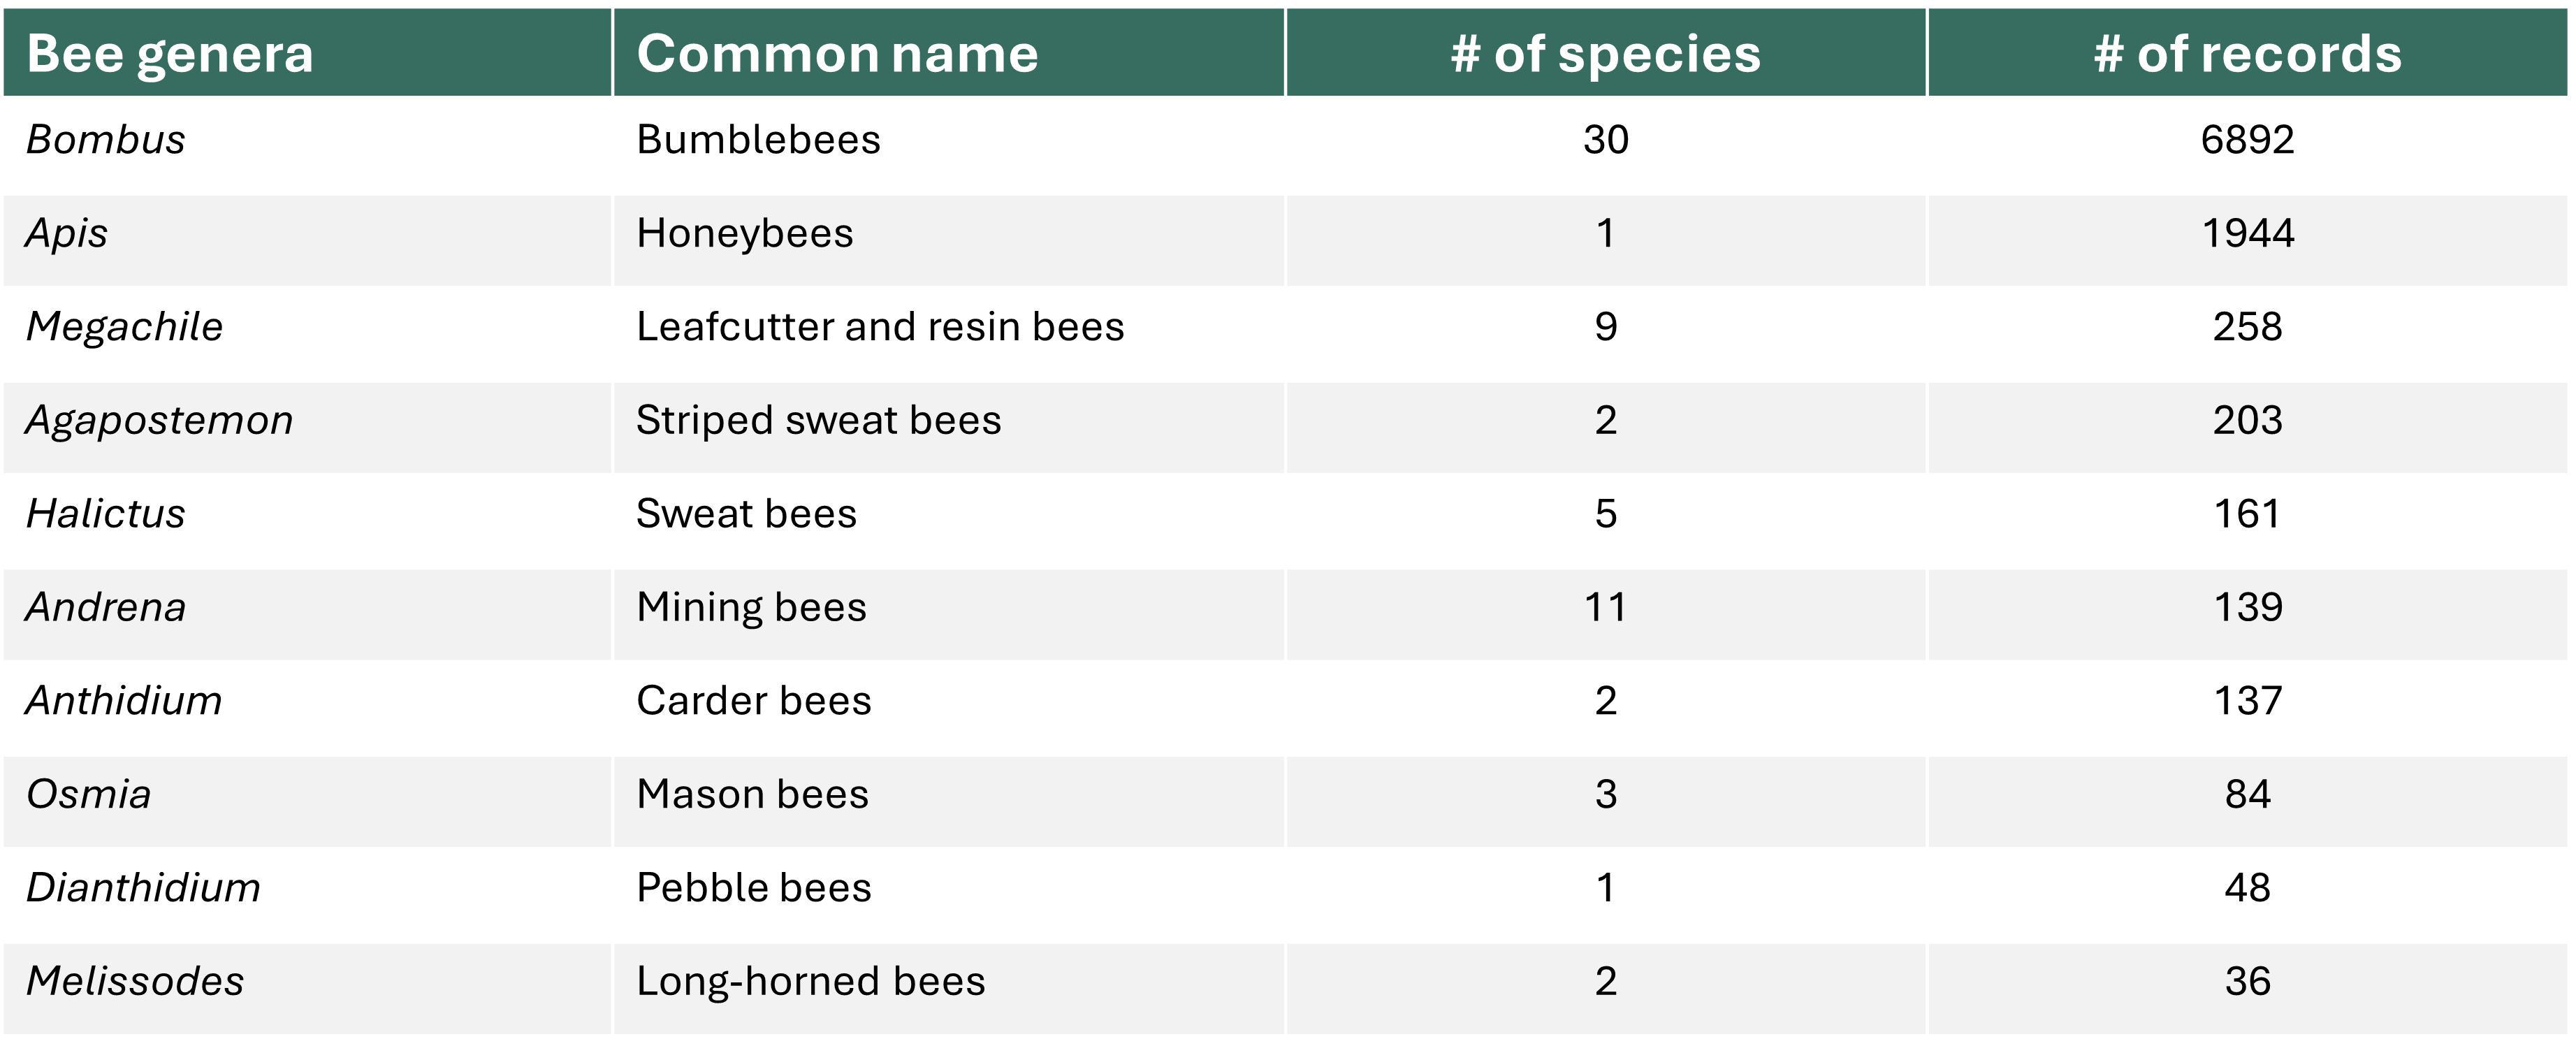 Bee genera Common name # of species # of records
Bombus Bumblebees 30 6892
Apis Honeybees 1 1944
Megachile Leafcutter and resin bees 9 258
Agapostemon Striped sweat bees 2 203
Halictus Sweat bees 5 161
Andrena Mining bees 11 139
Anthidium Carder bees 2 137
Osmia Mason bees 3 84
Dianthidium Pebble bees 1 48
Melissodes Long-horned bees 2 36